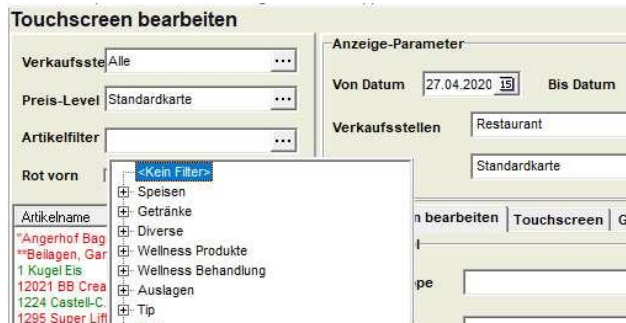 Touchscreen bearbeiten
Verkaufsste Alle ...
Preis-Level Standardkarte ...
Artikelfilter ...
Rot vorn
<Kein Filter>
Speisen
Getränke
Diverse
Wellness Produkte
Wellness Behandlung
Auslagen
Tip
Artikelname
"Angerhof Bag
**Beilagen, Gar
1 Kugel Eis
12021 BB Crea
1224 Castell-C.
1295 Super Lift
Anzeige-Parameter
Von Datum 27.04.2020 15 Bis Datum
Verkaufsstellen Restaurant
Standardkarte
n bearbeiten Touchscreen G
pe